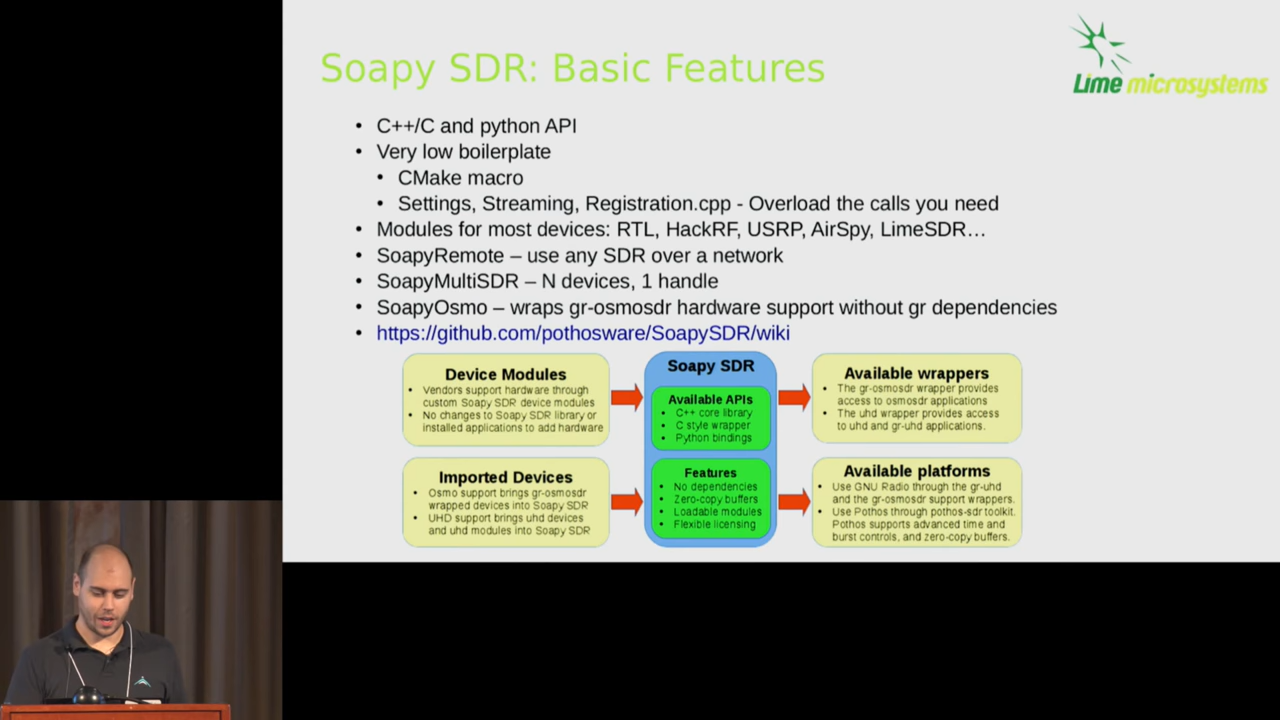 Soapy SDR: Basic Features
Lime microsystems
• C++/C and python API
• Very low boilerplate
• CMake macro
• Settings, Streaming, Registration.cpp - Overload the calls you need
• Modules for most devices: RTL, HackRF, USRP, AirSpy, LimeSDR…
• SoapyRemote – use any SDR over a network
• SoapyMultiSDR – N devices, 1 handle
• SoapyOsmo – wraps gr-osmosdr hardware support without gr dependencies
• https://github.com/pothosware/SoapySDR/wiki
Device Modules
• Vendors support hardware through
custom Soapy SDR device modules
• No changes to Soapy SDR library or
installed applications to add hardware
Imported Devices
• Osmo support brings gr-osmosdr
wrapped devices into Soapy SDR
• UHD support brings uhd devices
and uhd modules into Soapy SDR
Soapy SDR
Available APIs
• C++ core library
• C style wrapper
• Python bindings
Features
• No dependencies
• Zero-copy buffers
• Loadable modules
• Flexible licensing
Available wrappers
• The gr-osmosdr wrapper provides
access to osmosdr applications
• The uhd wrapper provides access
to uhd and gr-uhd applications.
Available platforms
• Use GNU Radio through the gr-uhd
and the gr-osmosdr support wrappers.
• Use Pothos through pothos-sdr toolkit.
Pothos supports advanced time and
burst controls, and zero-copy buffers.